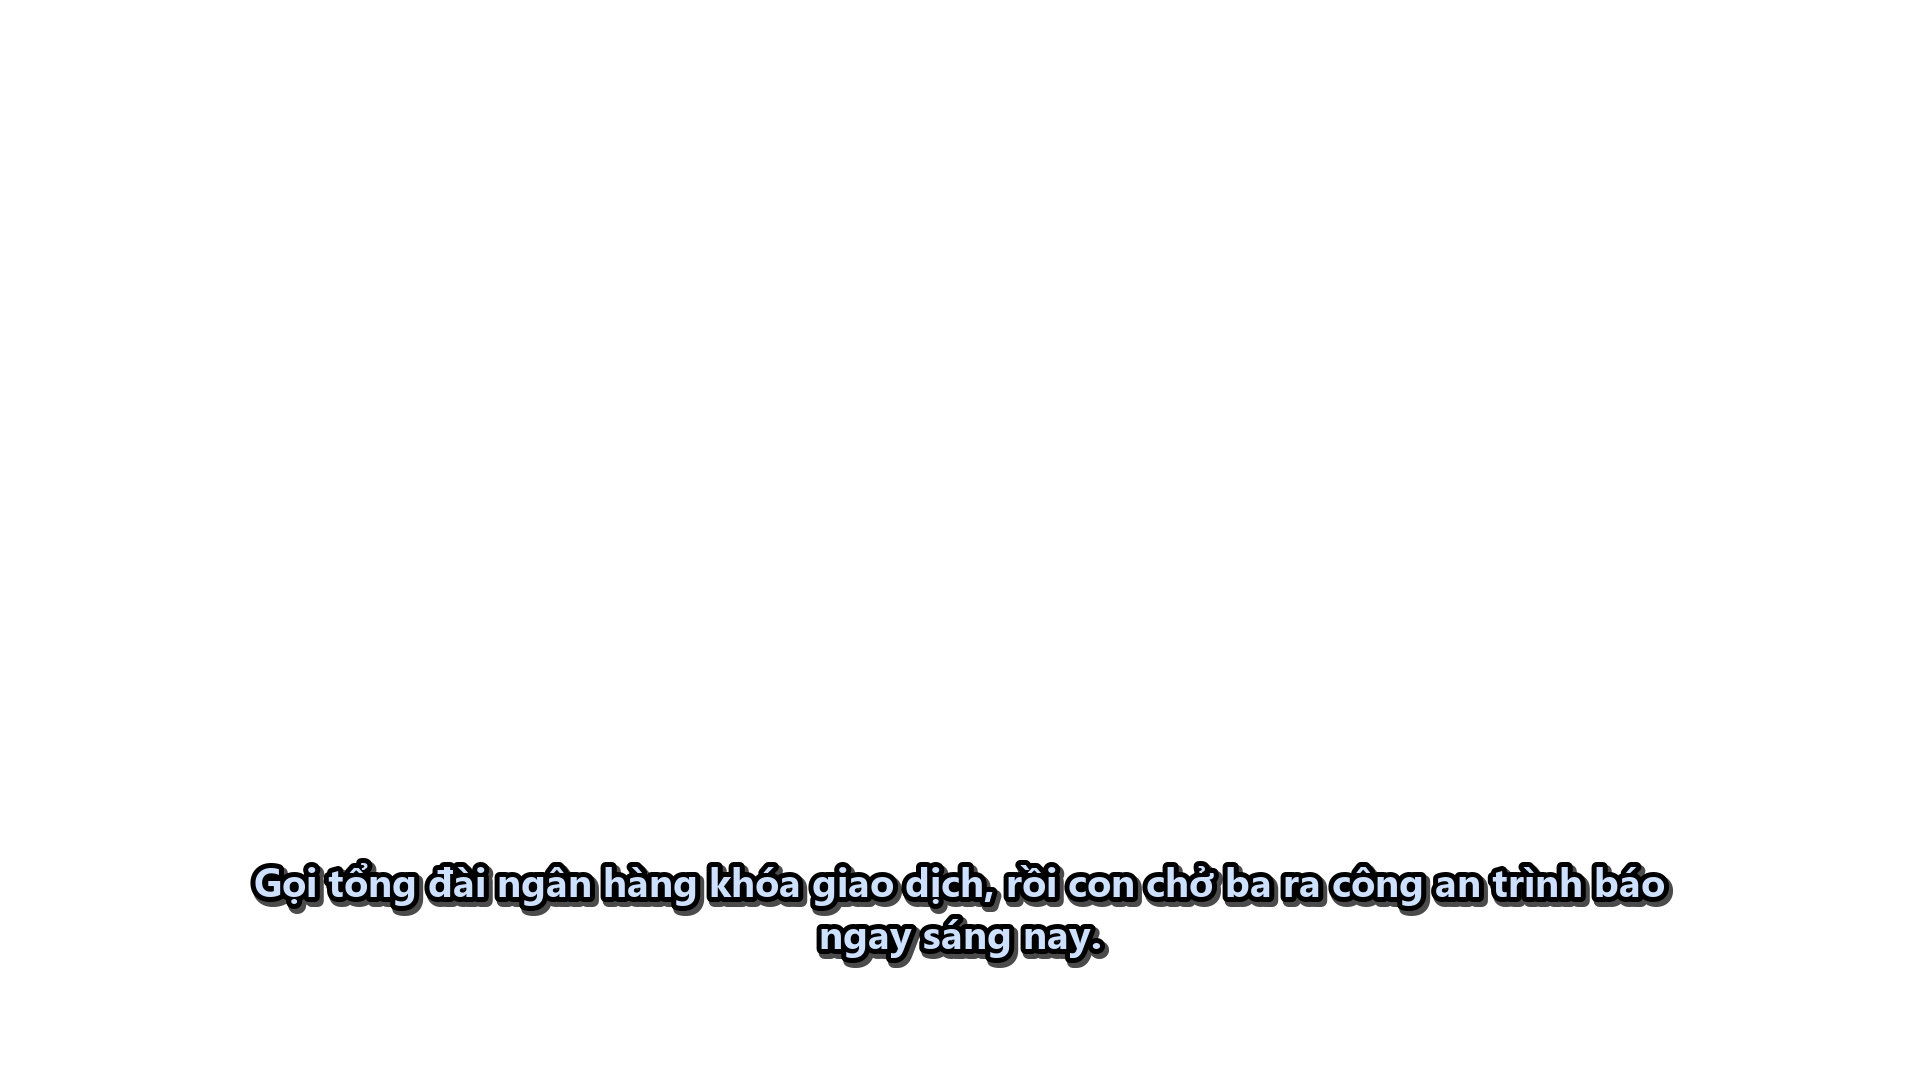 Gọi tổng đài ngân hàng khóa giao dịch, rồi con chở ba ra công an trình báo
ngay sáng nay.